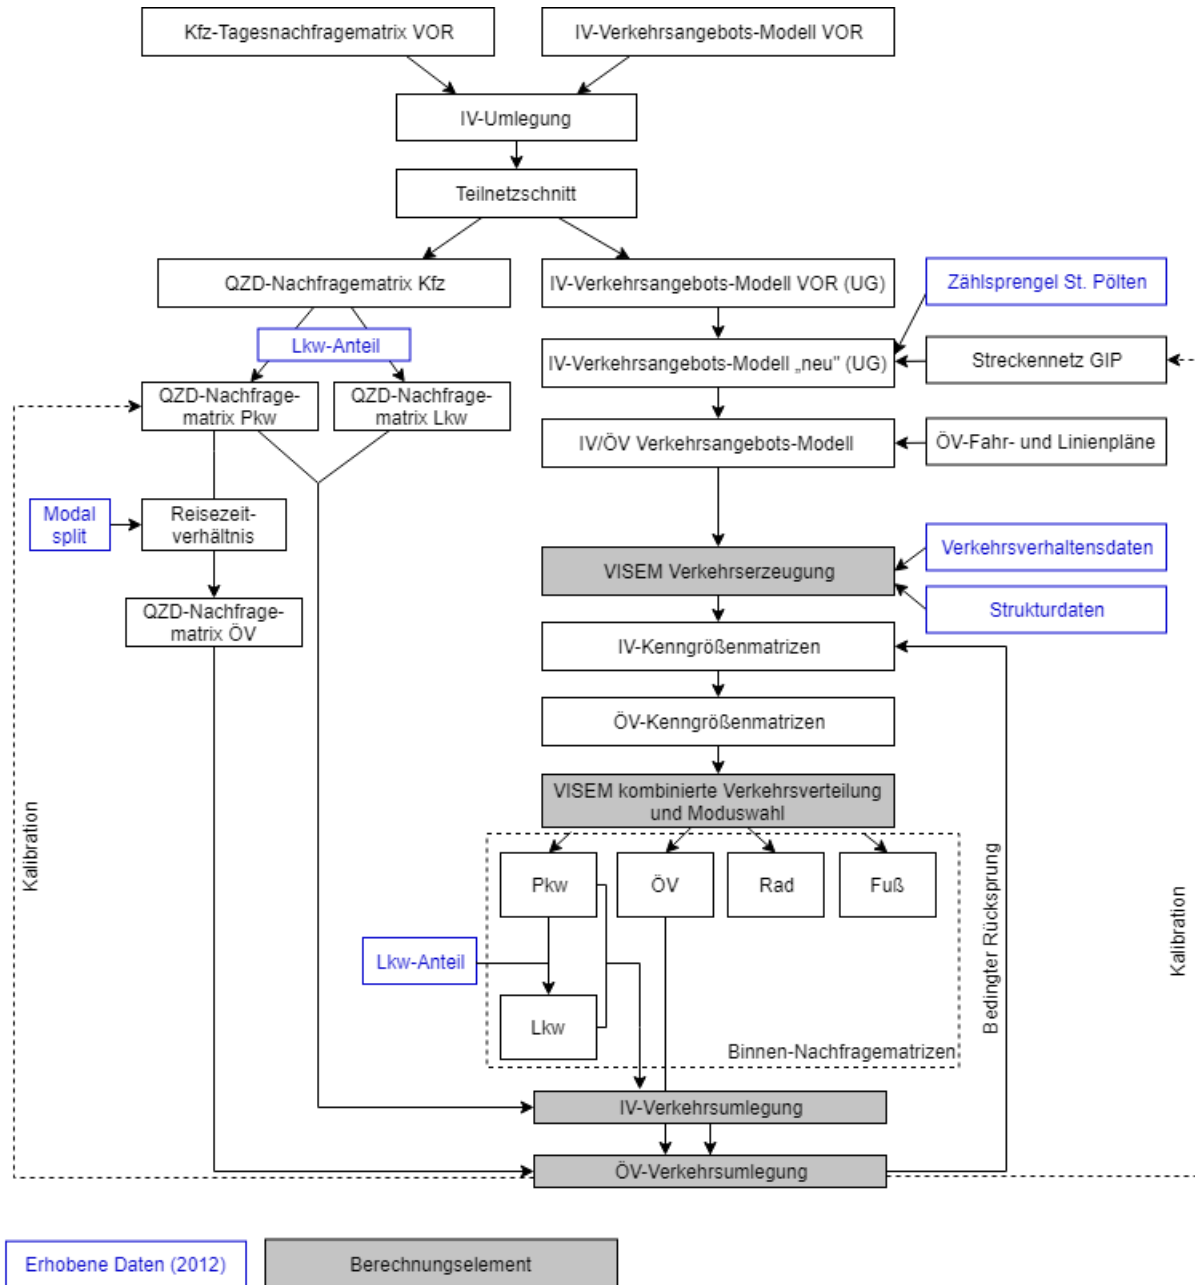 Kfz-Tagesnachfragematrix VOR
IV-Verkehrsangebots-Modell VOR
IV-Umlegung
Teilnetzschnitt
QZD-Nachfragematrix Kfz
IV-Verkehrsangebots-Modell VOR (UG)
Zählsprengel St. Pölten
Lkw-Anteil
IV-Verkehrsangebots-Modell „neu" (UG)
Streckennetz GIP
QZD-Nachfrage-
matrix Pkw
QZD-Nachfrage-
matrix Lkw
IV/ÖV Verkehrsangebots-Modell
ÖV-Fahr- und Linienpläne
Modal
split
Reisezeit-
verhältnis
VISEM Verkehrserzeugung
Verkehrsverhaltensdaten
Strukturdaten
QZD-Nachfrage-
matrix ÖV
IV-Kenngrößenmatrizen
ÖV-Kenngrößenmatrizen
VISEM kombinierte Verkehrsverteilung
und Moduswahl
Kalibration
Pkw
ÖV
Rad
Fuß
Bedingter Rücksprung
Kalibration
Lkw-Anteil
Lkw
Binnen-Nachfragematrizen
IV-Verkehrsumlegung
ÖV-Verkehrsumlegung
Erhobene Daten (2012)
Berechnungselement